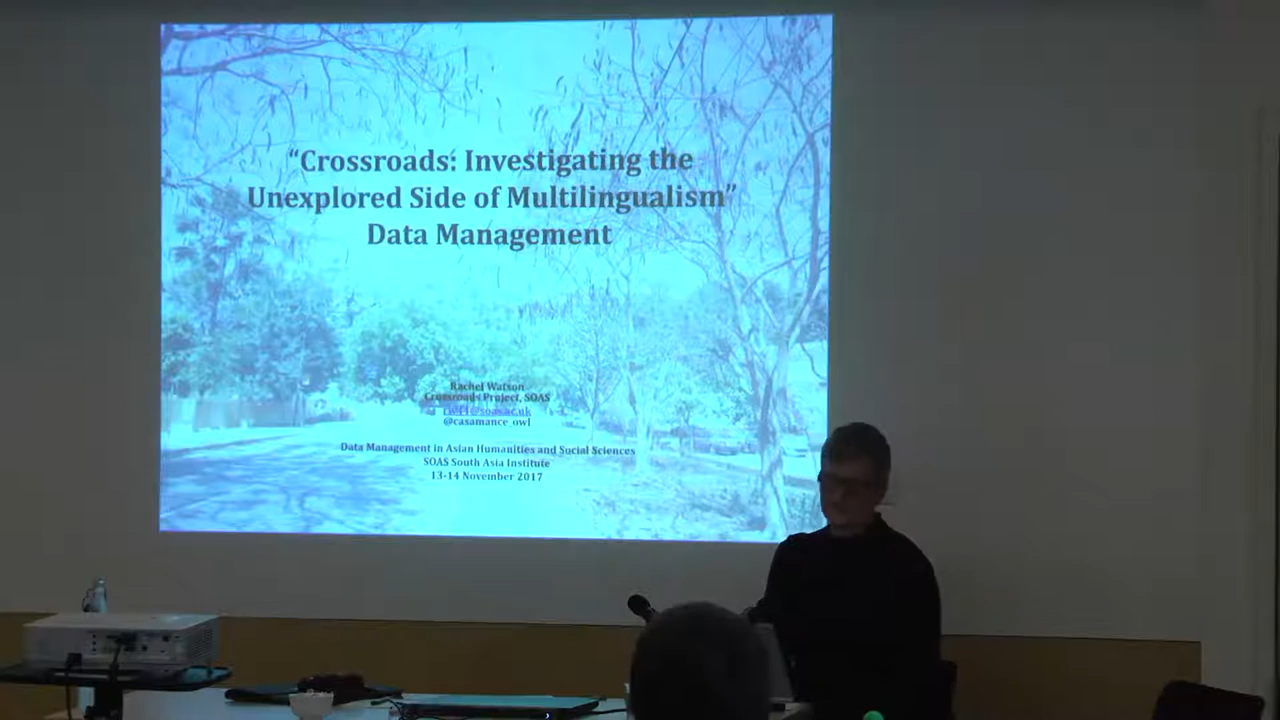 “Crossroads: Investigating the
Unexplored Side of Multilingualism”
Data Management
Rachel Watson
Crossroads Project, SOAS
@casamance_owl
Data Management in Asian Humanities and Social Sciences
SOAS South Asia Institute
13-14 November 2017